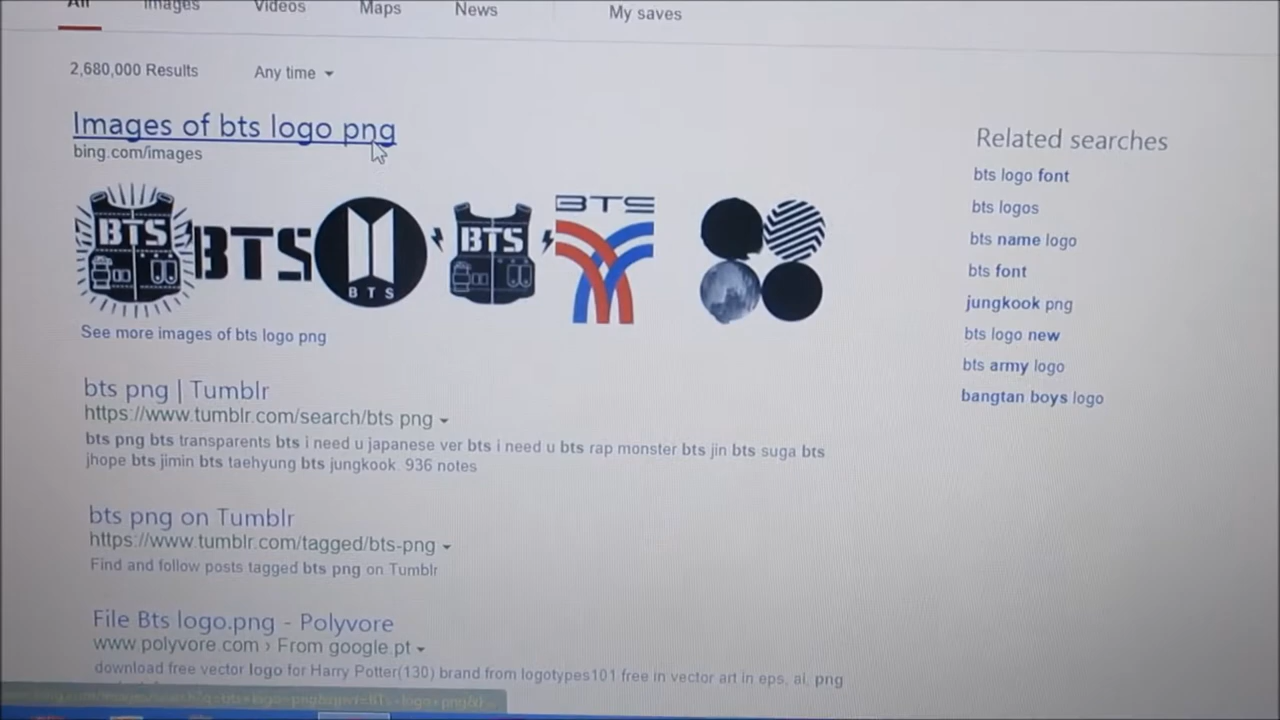 All Images Videos Maps News My saves
2,680,000 Results Any time
Images of bts logo png
bing.com/images
BTS BTS BTS BTS BTS
See more images of bts logo png
bts png | Tumblr
https://www.tumblr.com/search/bts png
bts png bts transparents bts i need u japanese ver bts i need u bts rap monster bts jin bts suga bts
jhope bts jimin bts taehyung bts jungkook. 936 notes
bts png on Tumblr
https://www.tumblr.com/tagged/bts-png
Find and follow posts tagged bts png on Tumblr
File Bts logo.png - Polyvore
www.polyvore.com › From google.pt
download free vector logo for Harry Potter(130) brand from logotypes101 free in vector art in eps, ai, png
Related searches
bts logo font
bts logos
bts name logo
bts font
jungkook png
bts logo new
bts army logo
bangtan boys logo